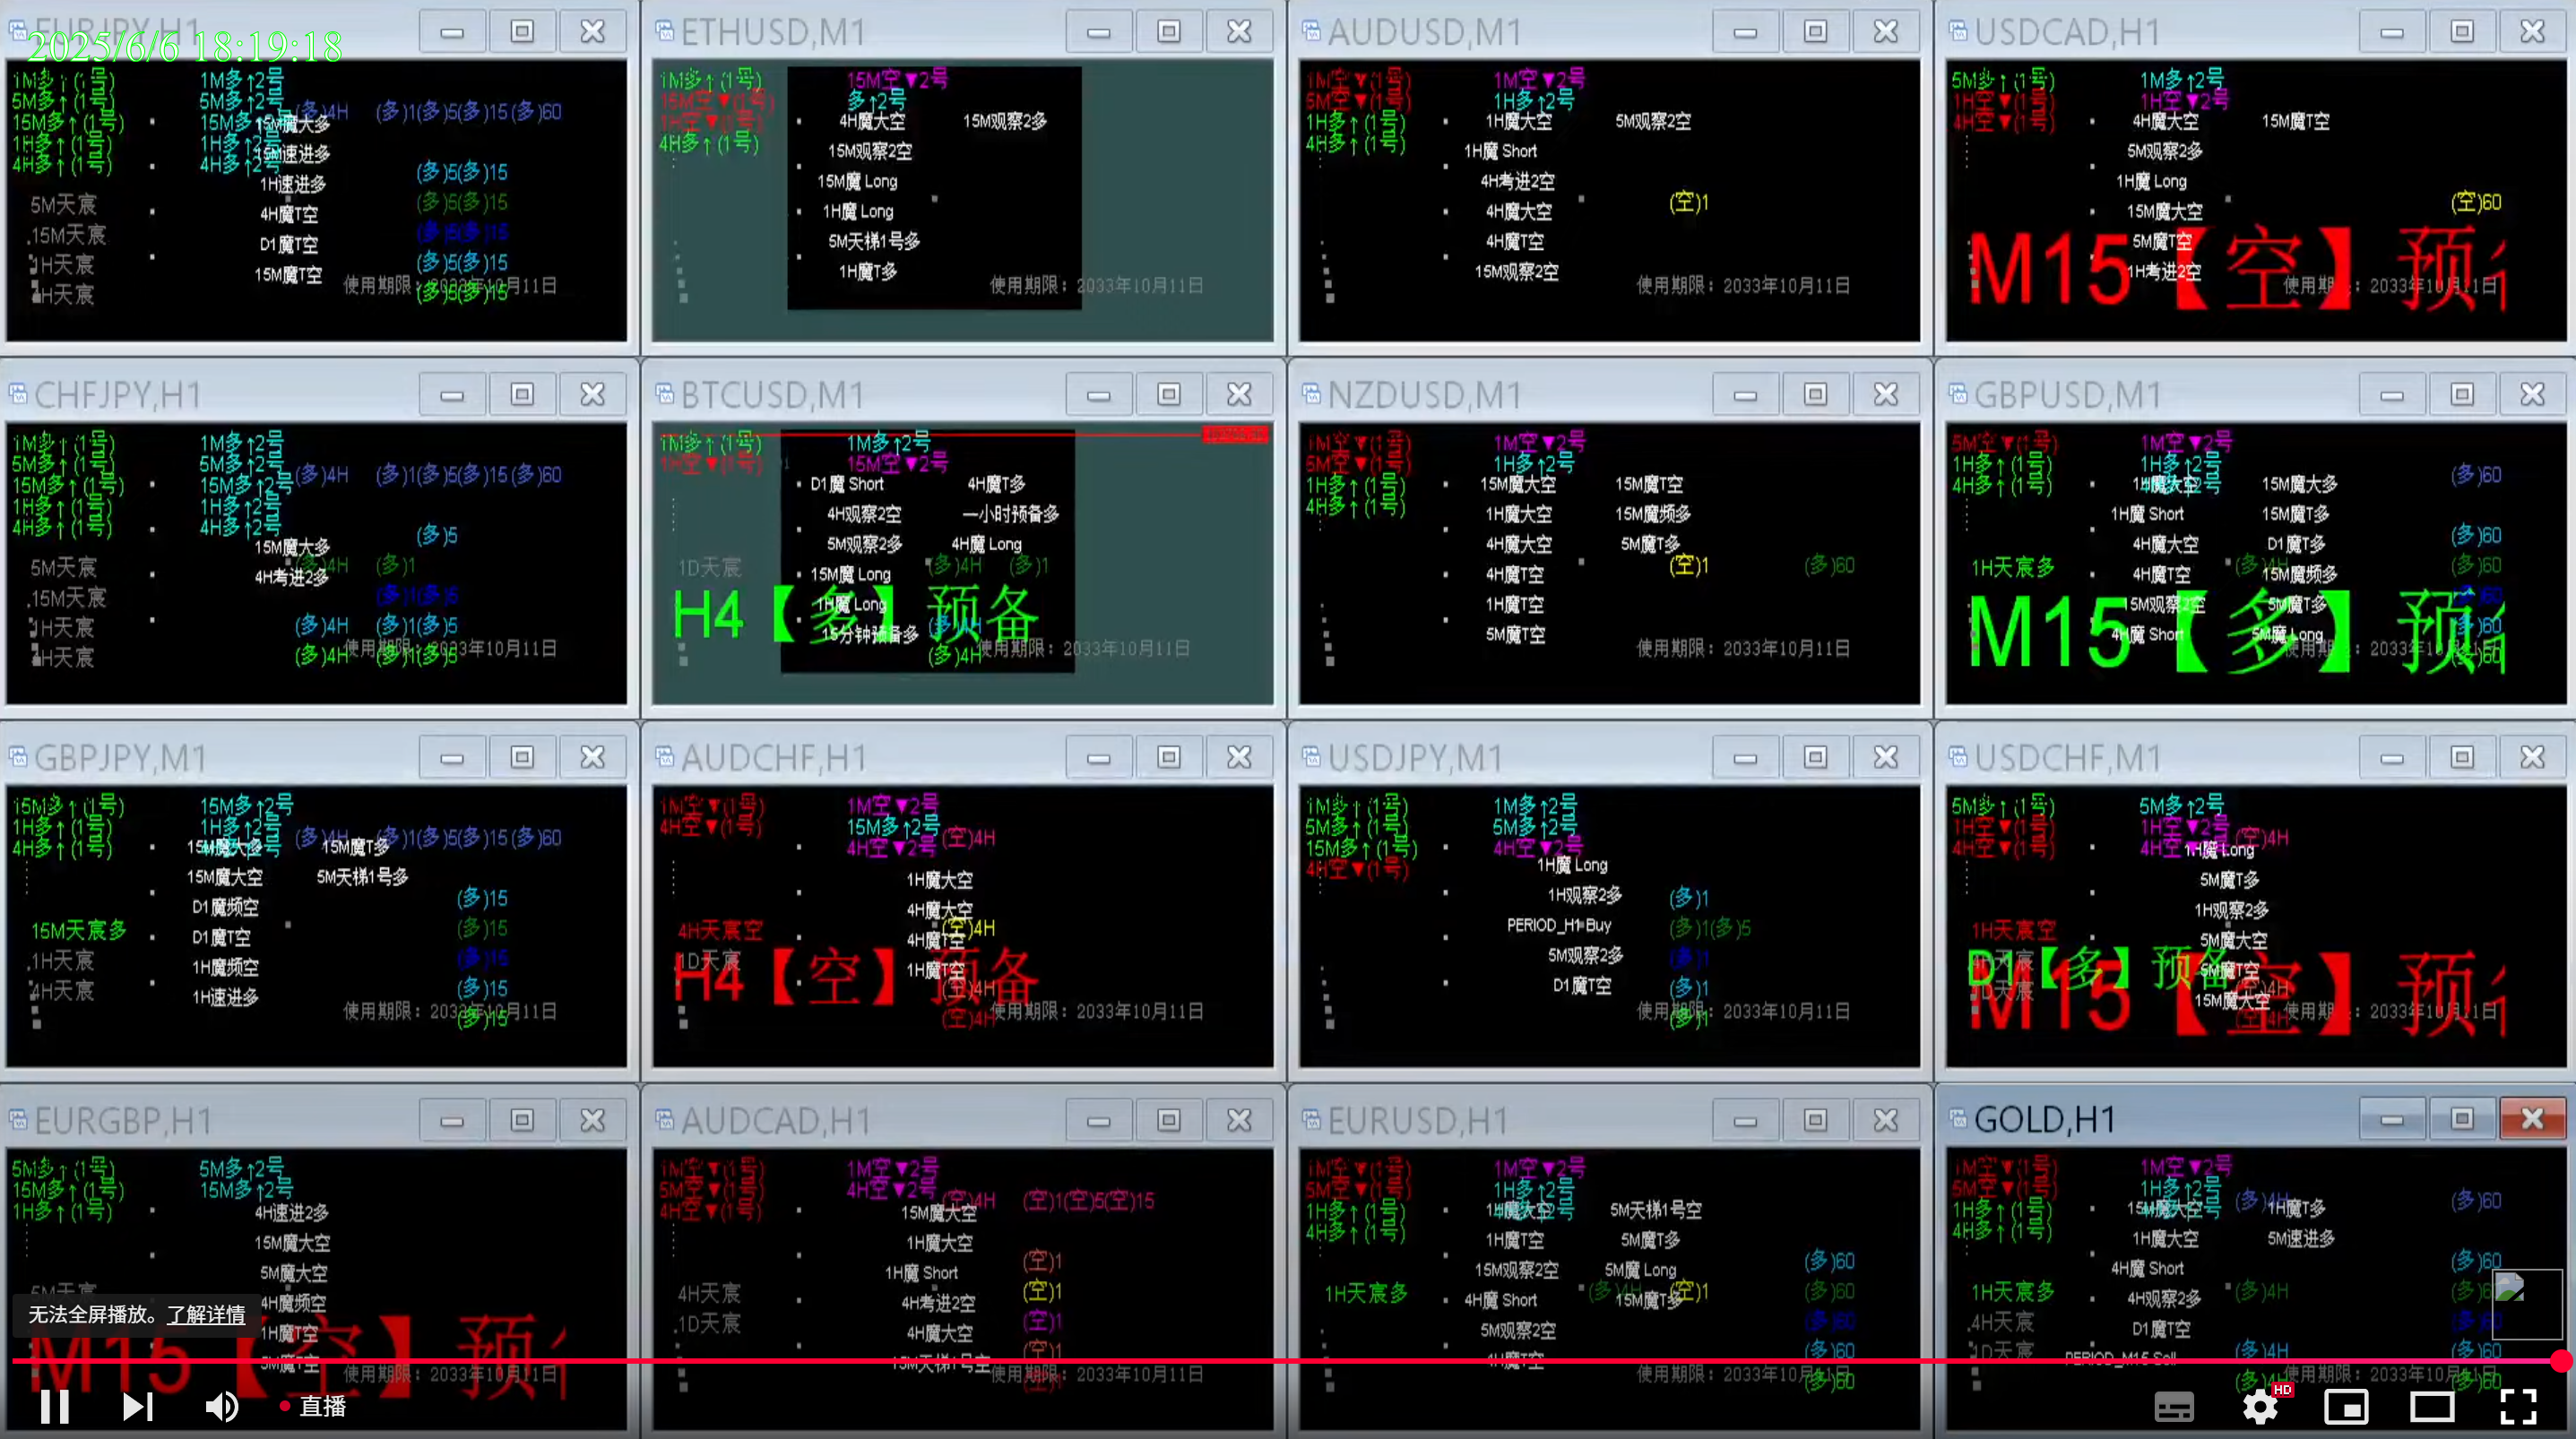 EURJPY,H1
2025/6/6 18:19:18
1M多↑(1号) 1M多↑2号
5M多↑(1号) 5M多↑2号
(多)4H (多)1(多)5(多)15(多)60
15M多↑(1号) 15M多↑2号
15M魔大多
1H多↑(1号) 1H多↑2号
15M速进多
4H多↑(1号) 4H多↑2号
(多)5(多)15
1H速进多
5M天宸 (多)5(多)15
4H魔T空
15M天宸 (多)5(多)15
D1魔T空
1H天宸 (多)5(多)15
15M魔T空
使用期限：2033年10月11日
4H天宸 (多)5(多)15
ETHUSD,M1
1M多↑(1号) 15M空▼2号
15M空▼(1号) 多↑2号
1H空▼(1号) 4H魔大空 15M观察2多
4H多↑(1号) 15M观察2空
15M魔 Long
1H魔 Long
5M天梯1号多
1H魔T多
使用期限：2033年10月11日
AUDUSD,M1
1M空▼(1号) 1M空▼2号
5M空▼(1号) 1H多↑2号
1H多↑(1号) 1H魔大空 5M观察2空
4H多↑(1号) 1H魔 Short
4H考进2空
4H魔大空 (空)1
4H魔T空
15M观察2空
使用期限：2033年10月11日
USDCAD,H1
5M多↑(1号) 1M多↑2号
1H空▼(1号) 1H空▼2号
4H空▼(1号) 4H魔大空 15M魔T空
5M观察2多
1H魔 Long
15M魔大空 (空)60
5M魔T空
M15【空】预
1H考进2空
使用期限：2033年10月11日
CHFJPY,H1
1M多↑(1号) 1M多↑2号
5M多↑(1号) 5M多↑2号
(多)4H (多)1(多)5(多)15(多)60
15M多↑(1号) 15M多↑2号
1H多↑(1号) 1H多↑2号
4H多↑(1号) 4H多↑2号
(多)5
15M魔大多
5M天宸 (多)4H (多)1
4H考进2多
15M天宸 (多)1(多)5
1H天宸 (多)4H (多)1(多)5
使用期限：2033年10月11日
4H天宸 (多)4H (多)1(多)5
BTCUSD,M1
1M多↑(1号) 1M多↑2号
1H空▼(1号) 15M空▼2号
D1魔 Short 4H魔T多
4H观察2空 一小时预备多
5M观察2多 4H魔 Long
1D天宸 (多)4H (多)1
15M魔 Long
H4【多】预备
1H魔 Long
15分钟预备多
使用期限：2033年10月11日
(多)4H
NZDUSD,M1
1M空▼(1号) 1M空▼2号
5M空▼(1号) 1H多↑2号
1H多↑(1号) 15M魔大空 15M魔T空
4H多↑(1号) 1H魔大空 15M魔频多
4H魔大空 5M魔T多
(空)1 (多)60
4H魔T空
1H魔T空
5M魔T空
使用期限：2033年10月11日
GBPUSD,M1
5M空▼(1号) 1M空▼2号
1H多↑(1号) 1H多↑2号
(多)60
4H多↑(1号) 1H魔大空 15M魔大多
1H魔 Short 15M魔T多
(多)60
4H魔大空 D1魔T多
1H天宸多 (多)4H (多)60
4H魔T空 15M魔频多
15M观察2空 5M魔T多
M15【多】预
(多)60
4H魔 Short 5M魔 Long
使用期限：2033年10月11日
(多)60
GBPJPY,M1
15M多↑(1号) 15M多↑2号
1H多↑(1号) 1H多↑2号
(多)4H (多)1(多)5(多)15(多)60
4H多↑(1号) 15M魔大多 15M魔T多
15M魔大空 5M天梯1号多
(多)15
D1魔频空
15M天宸多 (多)15
D1魔T空
1H天宸 (多)15
1H魔频空
4H天宸 (多)15
1H速进多
使用期限：2033年10月11日
(多)15
AUDCHF,H1
1M空▼(1号) 1M空▼2号
4H空▼(1号) 15M多↑2号
4H空▼2号 (空)4H
1H魔大空
4H魔大空
4H天宸空 (空)4H
4H魔T空
1D天宸
1H魔T空
H4【空】预备
(空)4H
使用期限：2033年10月11日
(空)4H
USDJPY,M1
1M多↑(1号) 1M多↑2号
5M多↑(1号) 5M多↑2号
15M多↑(1号) 4H空▼2号
4H空▼(1号) 1H魔 Long
1H观察2多 (多)1
PERIOD_H1 Buy (多)1(多)5
5M观察2多 (多)1
D1魔T空 (多)1
使用期限：2033年10月11日
(多)1
USDCHF,M1
5M多↑(1号) 5M多↑2号
1H空▼(1号) 1H空▼2号
(空)4H
4H空▼(1号) 4H空▼2号
1H魔 Long
5M魔T多
1H观察2多
1H天宸空
5M魔大空
4H天宸
D1【多】预备
5M魔T空
1D天宸 (空)4H
15M魔大空
M15【空】预
使用期限：2033年10月11日
(空)4H
EURGBP,H1
5M多↑(1号) 5M多↑2号
15M多↑(1号) 15M多↑2号
1H多↑(1号) 4H速进2多
15M魔大空
5M魔大空
5M天宸
4H魔频空
无法全屏播放。了解详情
1H魔T空
M15【空】预
5M魔T空
使用期限：2033年10月11日
AUDCAD,H1
1M空▼(1号) 1M空▼2号
5M空▼(1号) 4H空▼2号
(空)4H (空)1(空)5(空)15
4H空▼(1号) 15M魔大空
1H魔大空
(空)1
1H魔 Short
4H天宸 (空)1
4H考进2空
1D天宸 (空)1
4H魔大空
(空)1
15M天梯1号空
使用期限：2033年10月11日
EURUSD,H1
1M空▼(1号) 1M空▼2号
5M空▼(1号) 1H多↑2号
1H多↑(1号) 1H魔大空 5M天梯1号空
4H多↑(1号) 1H魔T空 5M魔T多
(多)60
15M观察2空 5M魔 Long
1H天宸多 (多)4H (空)1 (多)60
4H魔 Short 15M魔T多
5M观察2空 (多)60
(多)60
4H魔T空
使用期限：2033年10月11日
(多)60
GOLD,H1
1M空▼(1号) 1M空▼2号
5M空▼(1号) 1H多↑2号
(多)4H (多)60
1H多↑(1号) 15M魔大空 1H魔T多
4H多↑(1号) 1H魔大空 5M速进多
(多)60
4H魔 Short
1H天宸多 (多)4H
4H观察2多
4H天宸
D1魔T空
1D天宸 (多)4H (多)60
PERIOD_M15 Sell
使用期限：2033年10月11日
(多)60
直播
HD